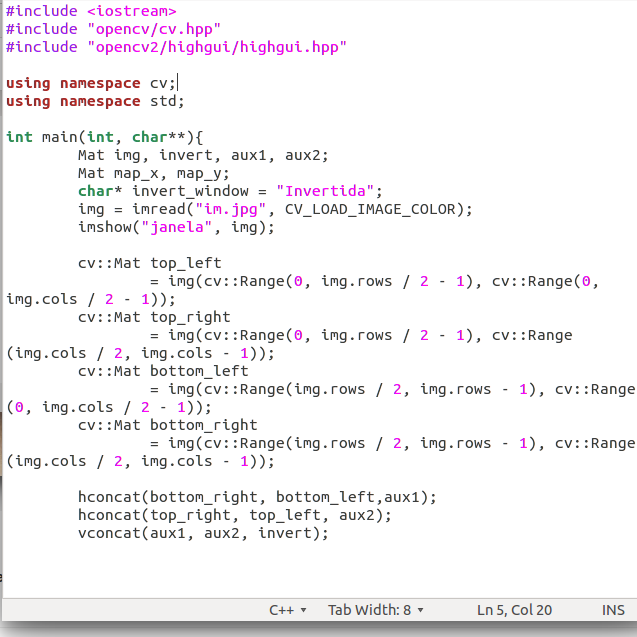 #include <iostream>
#include "opencv/cv.hpp"
#include "opencv2/highgui/highgui.hpp"

using namespace cv;
using namespace std;

int main(int, char**){
        Mat img, invert, aux1, aux2;
        Mat map_x, map_y;
        char* invert_window = "Invertida";
        img = imread("im.jpg", CV_LOAD_IMAGE_COLOR);
        imshow("janela", img);

        cv::Mat top_left
                = img(cv::Range(0, img.rows / 2 - 1), cv::Range(0,
img.cols / 2 - 1));
        cv::Mat top_right
                = img(cv::Range(0, img.rows / 2 - 1), cv::Range
(img.cols / 2, img.cols - 1));
        cv::Mat bottom_left
                = img(cv::Range(img.rows / 2, img.rows - 1), cv::Range
(0, img.cols / 2 - 1));
        cv::Mat bottom_right
                = img(cv::Range(img.rows / 2, img.rows - 1), cv::Range
(img.cols / 2, img.cols - 1));

        hconcat(bottom_right, bottom_left,aux1);
        hconcat(top_right, top_left, aux2);
        vconcat(aux1, aux2, invert);

C++ Tab Width: 8 Ln 5, Col 20 INS